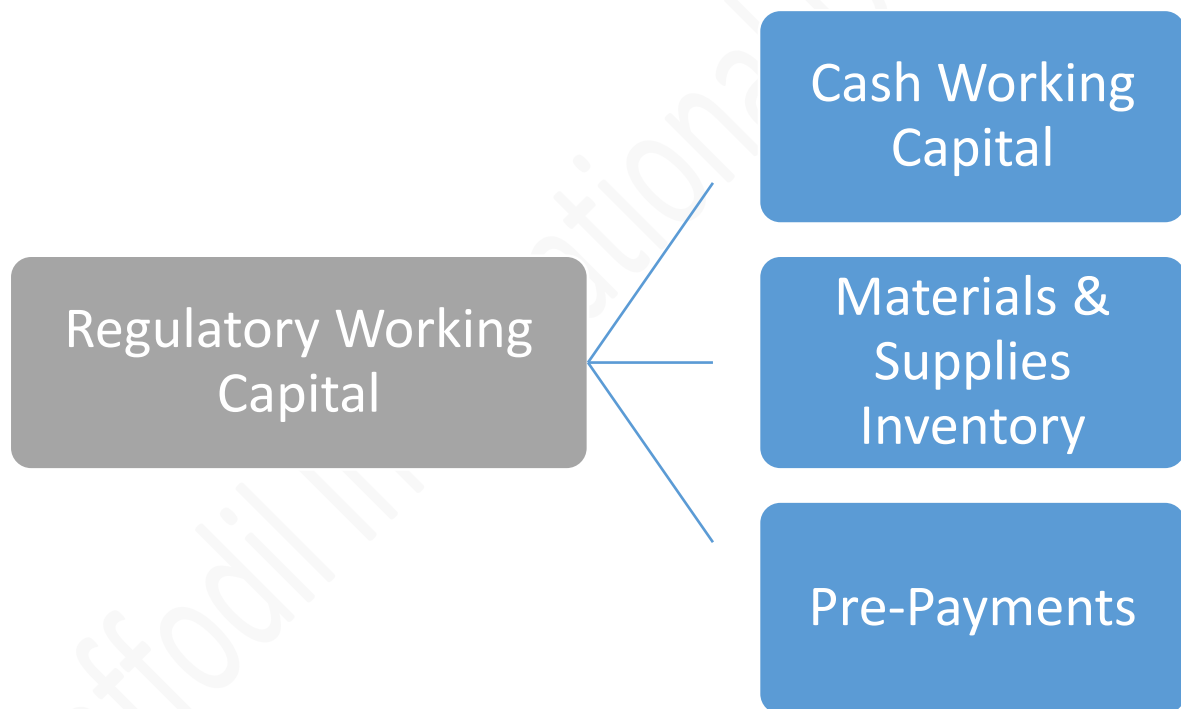 Cash Working
Capital
Regulatory Working
Capital
Materials &
Supplies
Inventory
Pre-Payments